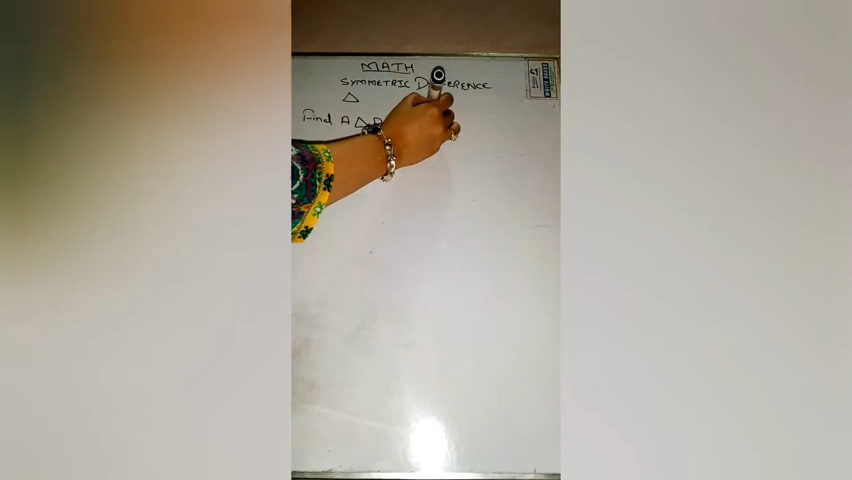 MATH
SYMMETRIC
△
Find A △